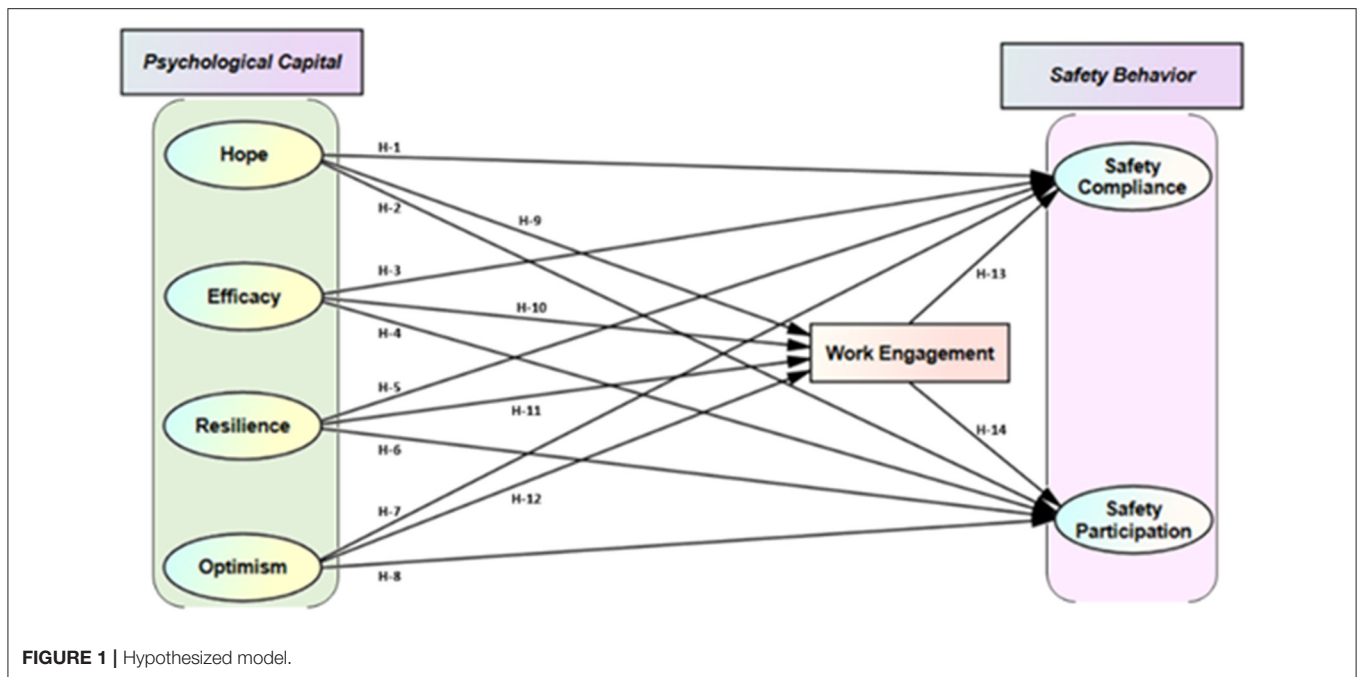 Psychological Capital
Safety Behavior
Hope
H-1
Safety
Compliance
H-2
H-9
Efficacy
H-3
H-13
H-10
H-4
Work Engagement
H-5
H-11
Resilience
H-6
H-14
H-12
H-7
Safety
Participation
Optimism
H-8
FIGURE 1 | Hypothesized model.